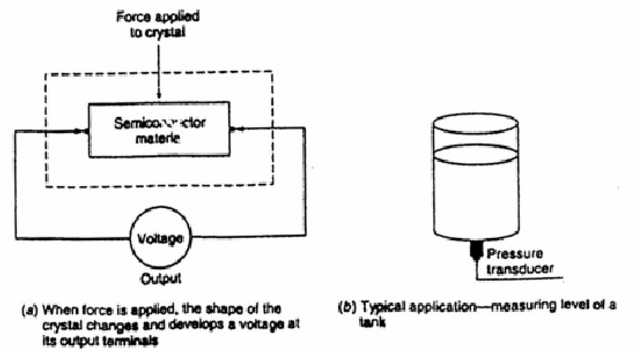 Force applied
to crystal
Semiconductor
material
Voltage
Output
Pressure
transducer
(a) When force is applied, the shape of the
crystal changes and develops a voltage at
its output terminals
(b) Typical application—measuring level of a
tank